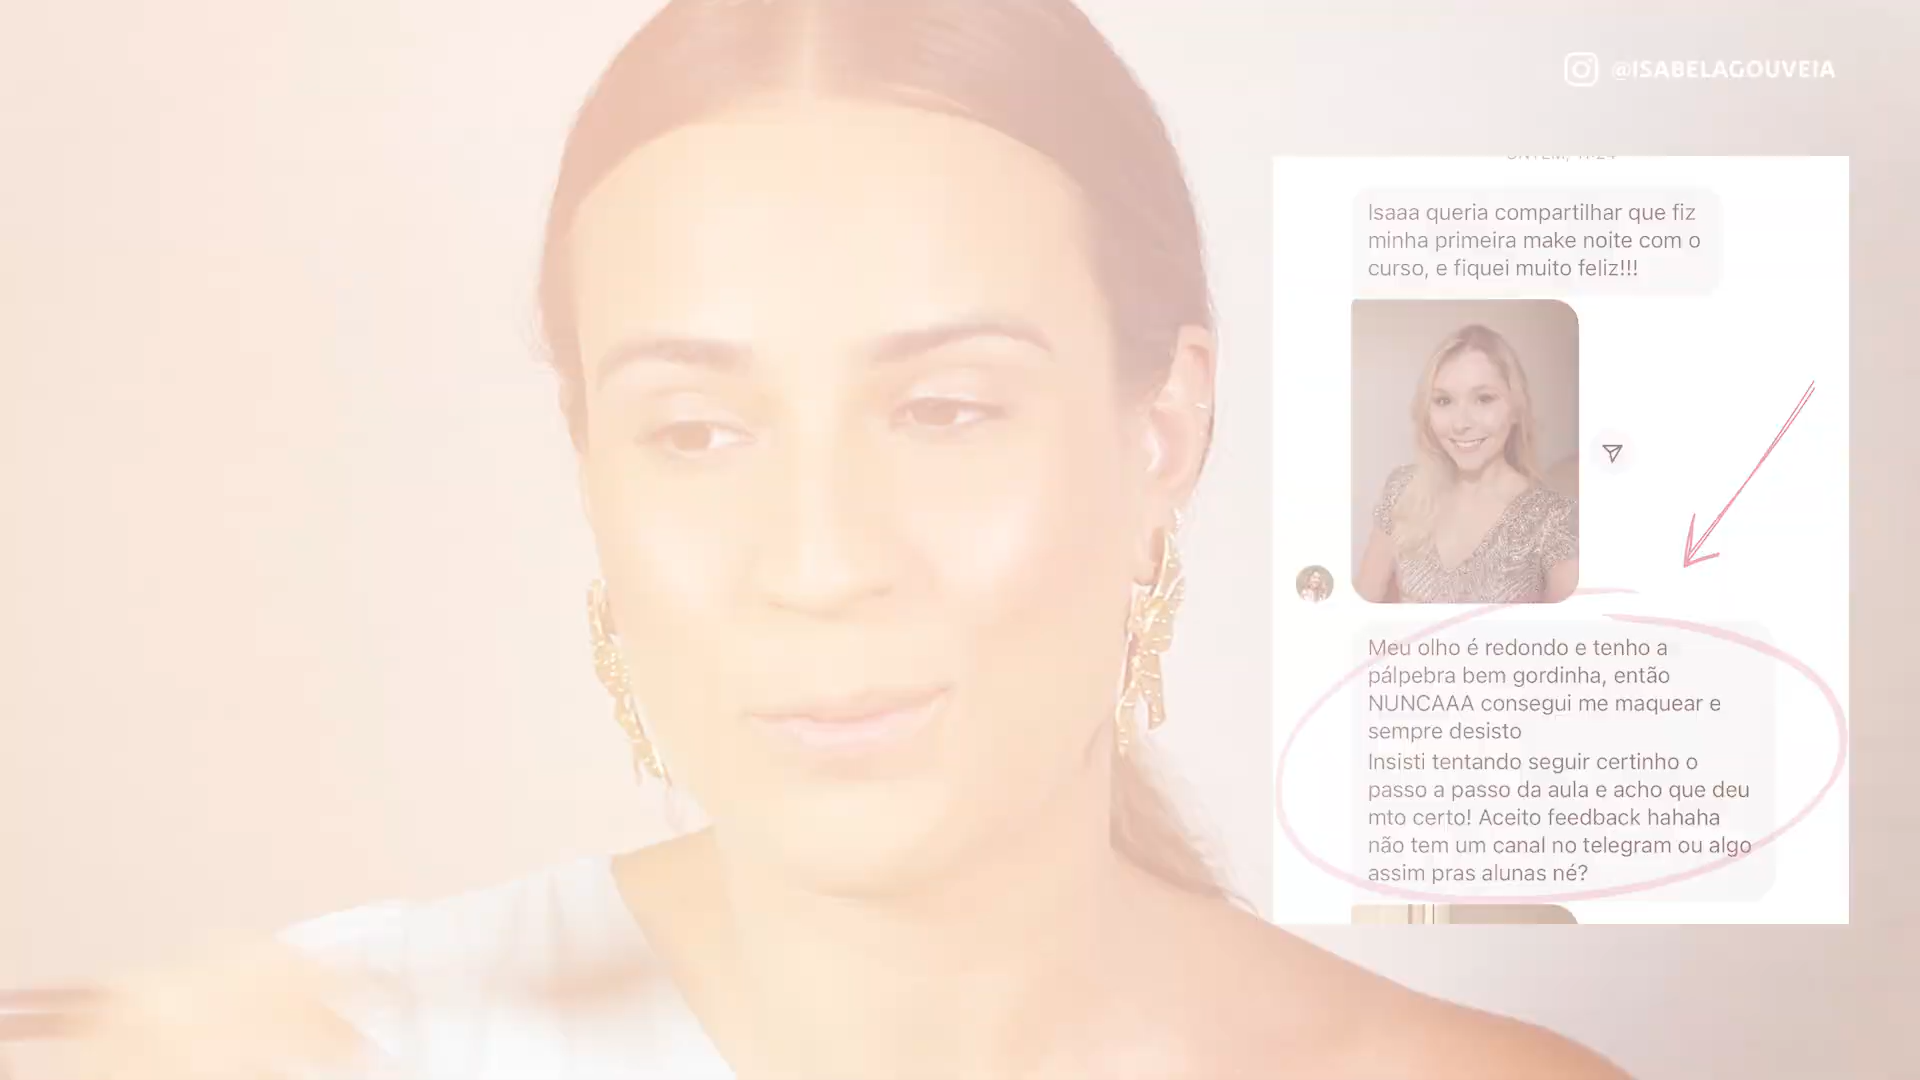 @ISABELAGOUVEIA
ONTEM, 11:24
Isaaa queria compartilhar que fiz
minha primeira make noite com o
curso, e fiquei muito feliz!!!
Meu olho é redondo e tenho a
pálpebra bem gordinha, então
NUNCAAA consegui me maquear e
sempre desisto
Insisti tentando seguir certinho o
passo a passo da aula e acho que deu
mto certo! Aceito feedback hahaha
não tem um canal no telegram ou algo
assim pras alunas né?